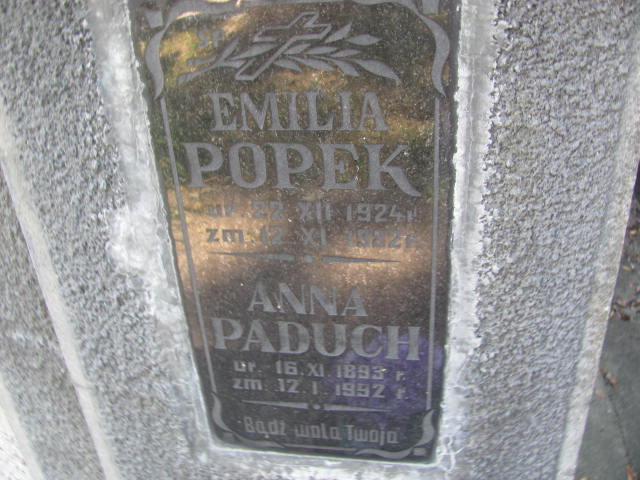 EMILIA
POPEK
ur. 22 XII 1924 r.
zm. 12 XI
ANNA
PADUCH
ur. 16. XI. 1893 r.
zm. 12. I. 1992 r.
Bądź wola Twoja